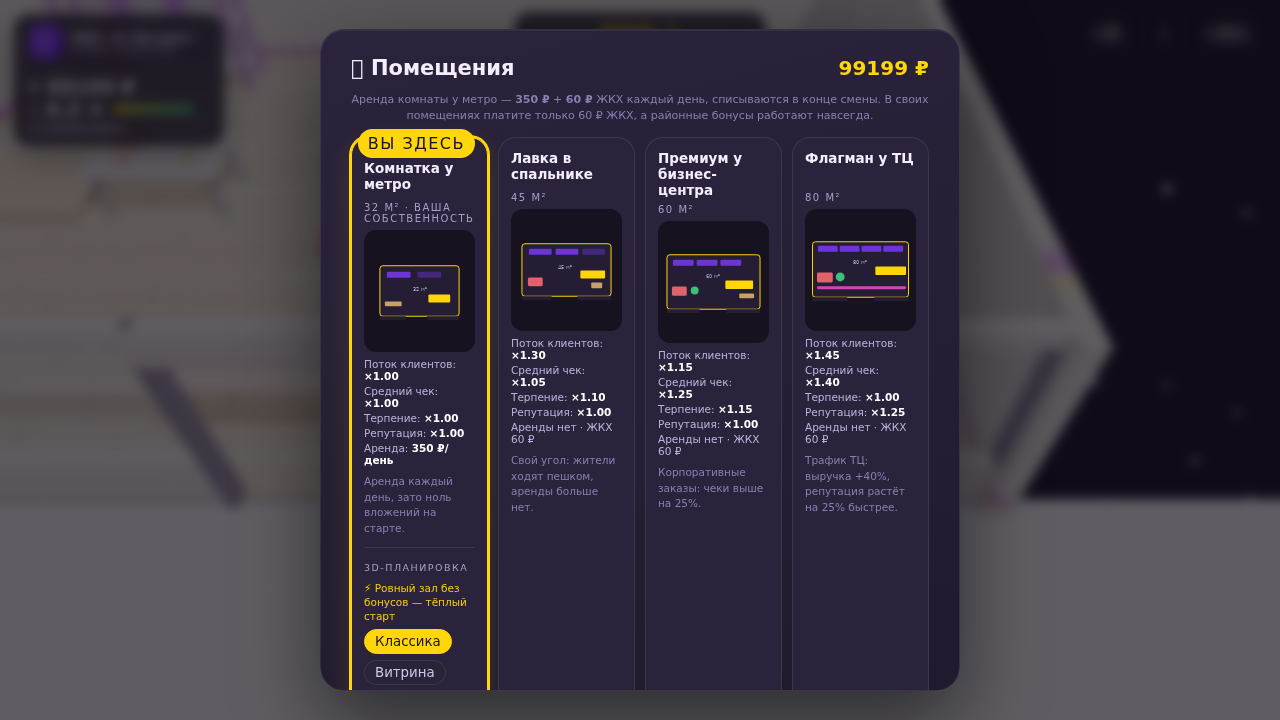 Помещения
99199 ₽
Аренда комнаты у метро — 350 ₽ + 60 ₽ ЖКХ каждый день, списываются в конце смены. В своих
помещениях платите только 60 ₽ ЖКХ, а районные бонусы работают навсегда.
ВЫ ЗДЕСЬ
Комнатка у
метро
32 М² · ВАША
СОБСТВЕННОСТЬ
32 м²
Поток клиентов:
×1.00
Средний чек:
×1.00
Терпение: ×1.00
Репутация: ×1.00
Аренда: 350 ₽/
день
Аренда каждый
день, зато ноль
вложений на
старте.
3D-ПЛАНИРОВКА
⚡ Ровный зал без
бонусов — тёплый
старт
Классика
Витрина
Лавка в
спальнике
45 М²
45 м²
Поток клиентов:
×1.30
Средний чек:
×1.05
Терпение: ×1.10
Репутация: ×1.00
Аренды нет · ЖКХ
60 ₽
Свой угол: жители
ходят пешком,
аренды больше
нет.
Премиум у
бизнес-
центра
60 М²
60 м²
Поток клиентов:
×1.15
Средний чек:
×1.25
Терпение: ×1.15
Репутация: ×1.00
Аренды нет · ЖКХ
60 ₽
Корпоративные
заказы: чеки выше
на 25%.
Флагман у ТЦ
80 М²
80 м²
Поток клиентов:
×1.45
Средний чек:
×1.40
Терпение: ×1.00
Репутация: ×1.25
Аренды нет · ЖКХ
60 ₽
Трафик ТЦ:
выручка +40%,
репутация растёт
на 25% быстрее.